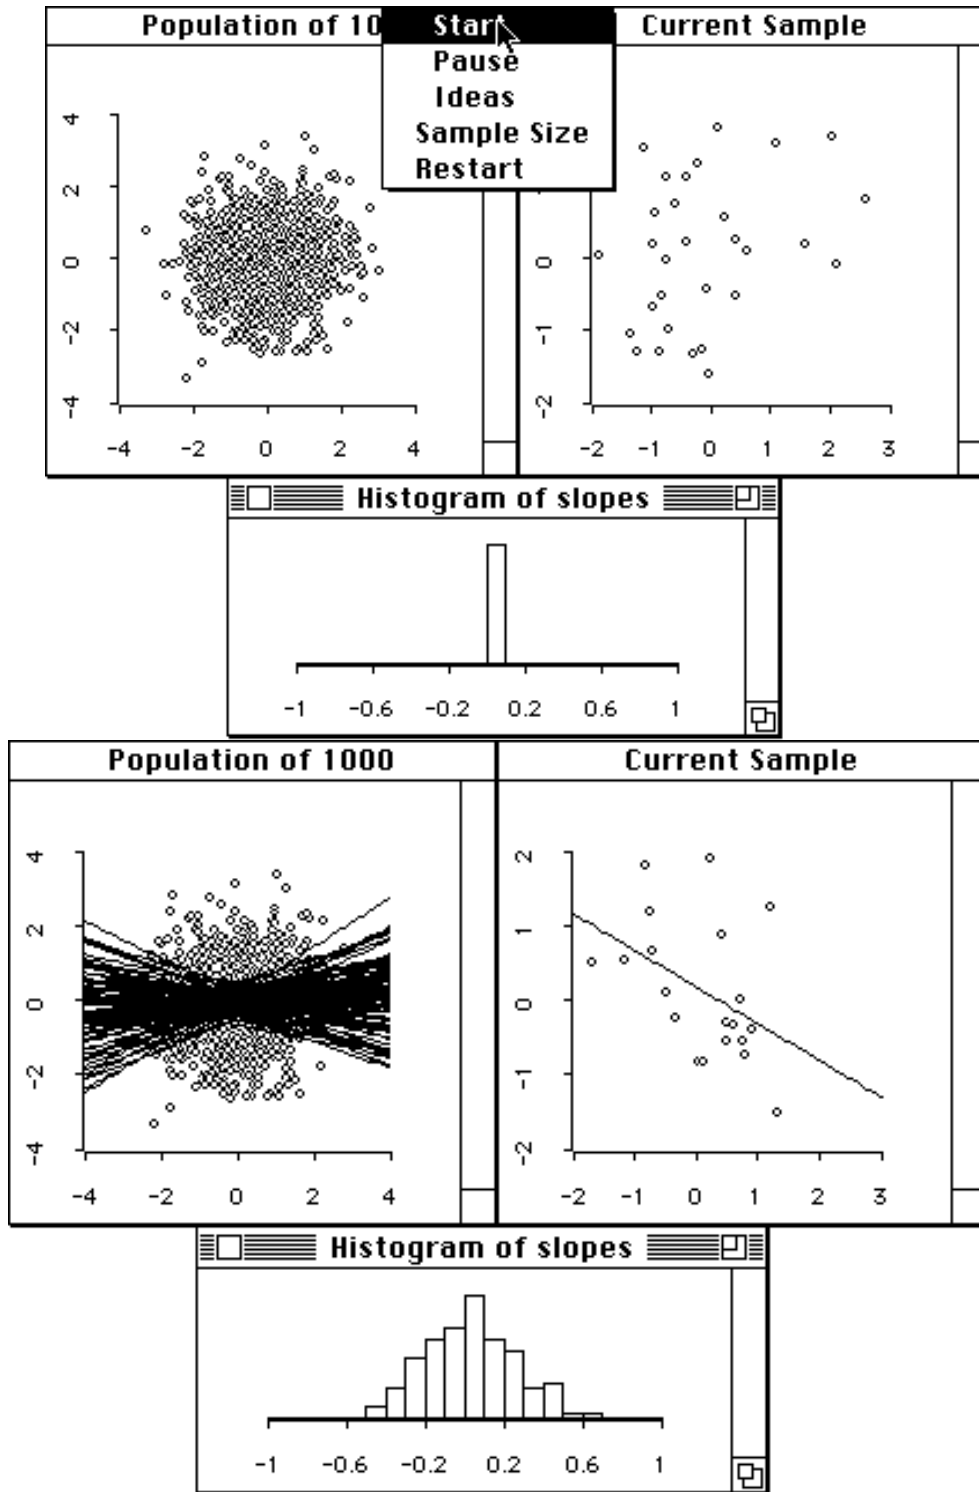 Population of 10
Start
Pause
Ideas
Sample Size
Restart
Current Sample
4
2
0
-2
-4
-4 -2 0 2 4
0
-1
-2
-2 -1 0 1 2 3
Histogram of slopes
-1 -0.6 -0.2 0.2 0.6 1
Population of 1000
4
2
0
-2
-4
-4 -2 0 2 4
Current Sample
2
1
0
-1
-2
-2 -1 0 1 2 3
Histogram of slopes
-1 -0.6 -0.2 0.2 0.6 1